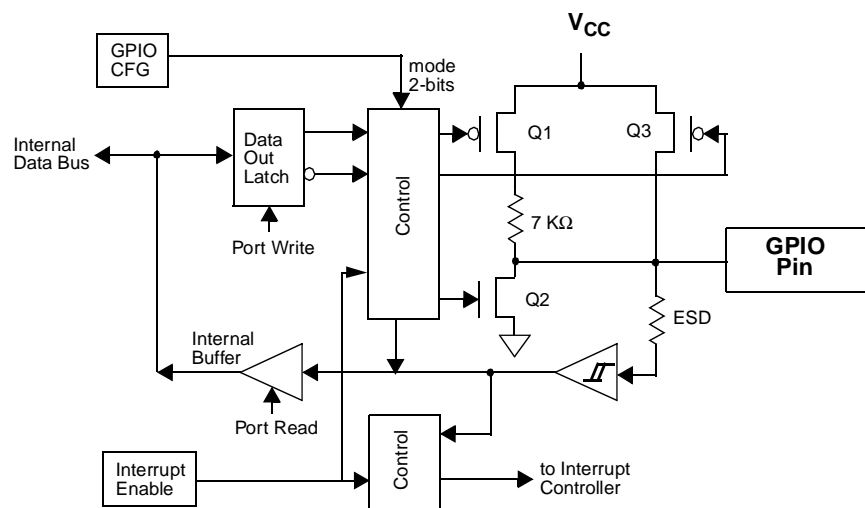 GPIO
CFG
mode
2-bits
VCC
Internal
Data Bus
Data
Out
Latch
Control
Q1
Q3
7 KΩ
Port Write
GPIO
Pin
Q2
ESD
Internal
Buffer
Port Read
Interrupt
Enable
Control
to Interrupt
Controller